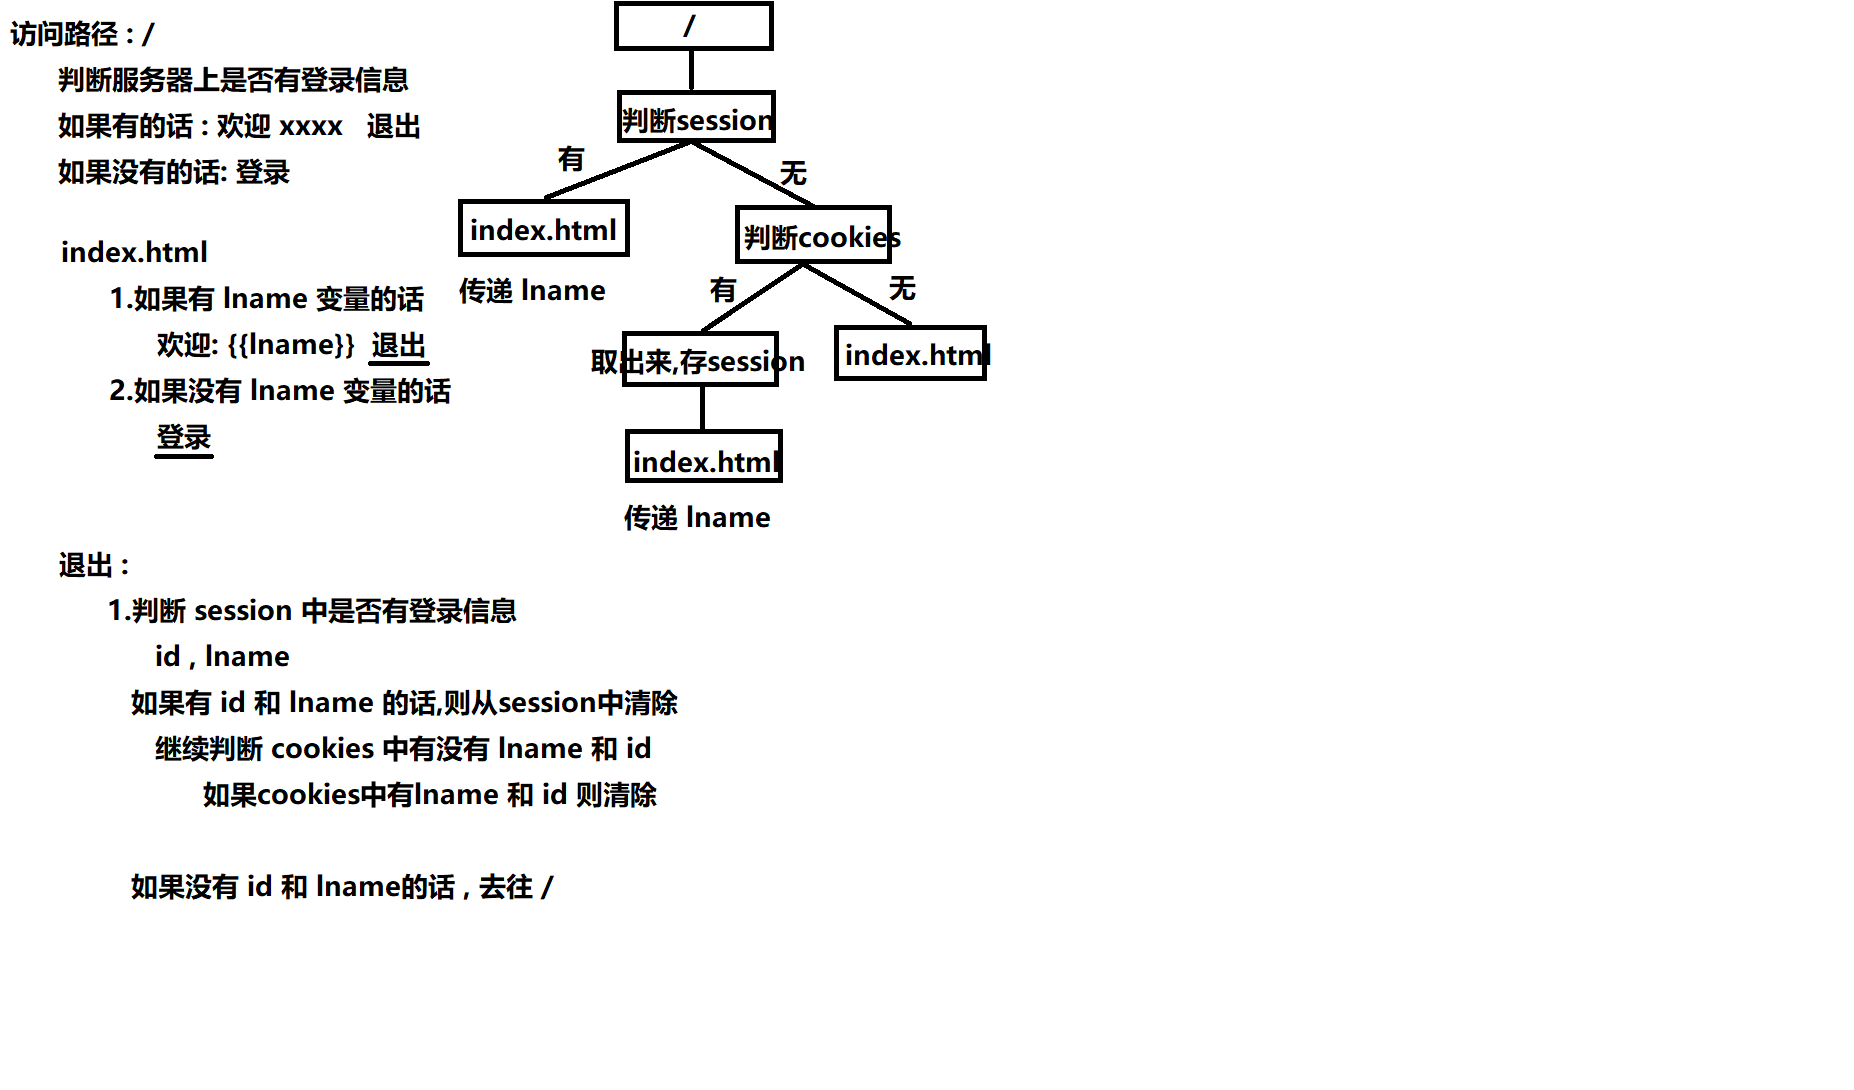 访问路径 : /
判断服务器上是否有登录信息
如果有的话 : 欢迎 xxxx 退出
如果没有的话: 登录
index.html
1.如果有 lname 变量的话
欢迎: {{lname}} 退出
2.如果没有 lname 变量的话
登录
/
判断session
有
无
index.html
传递 lname
判断cookies
有
无
取出来,存session
index.html
index.html
传递 lname
退出 :
1.判断 session 中是否有登录信息
id , lname
如果有 id 和 lname 的话,则从session中清除
继续判断 cookies 中有没有 lname 和 id
如果cookies中有lname 和 id 则清除
如果没有 id 和 lname的话 , 去往 /